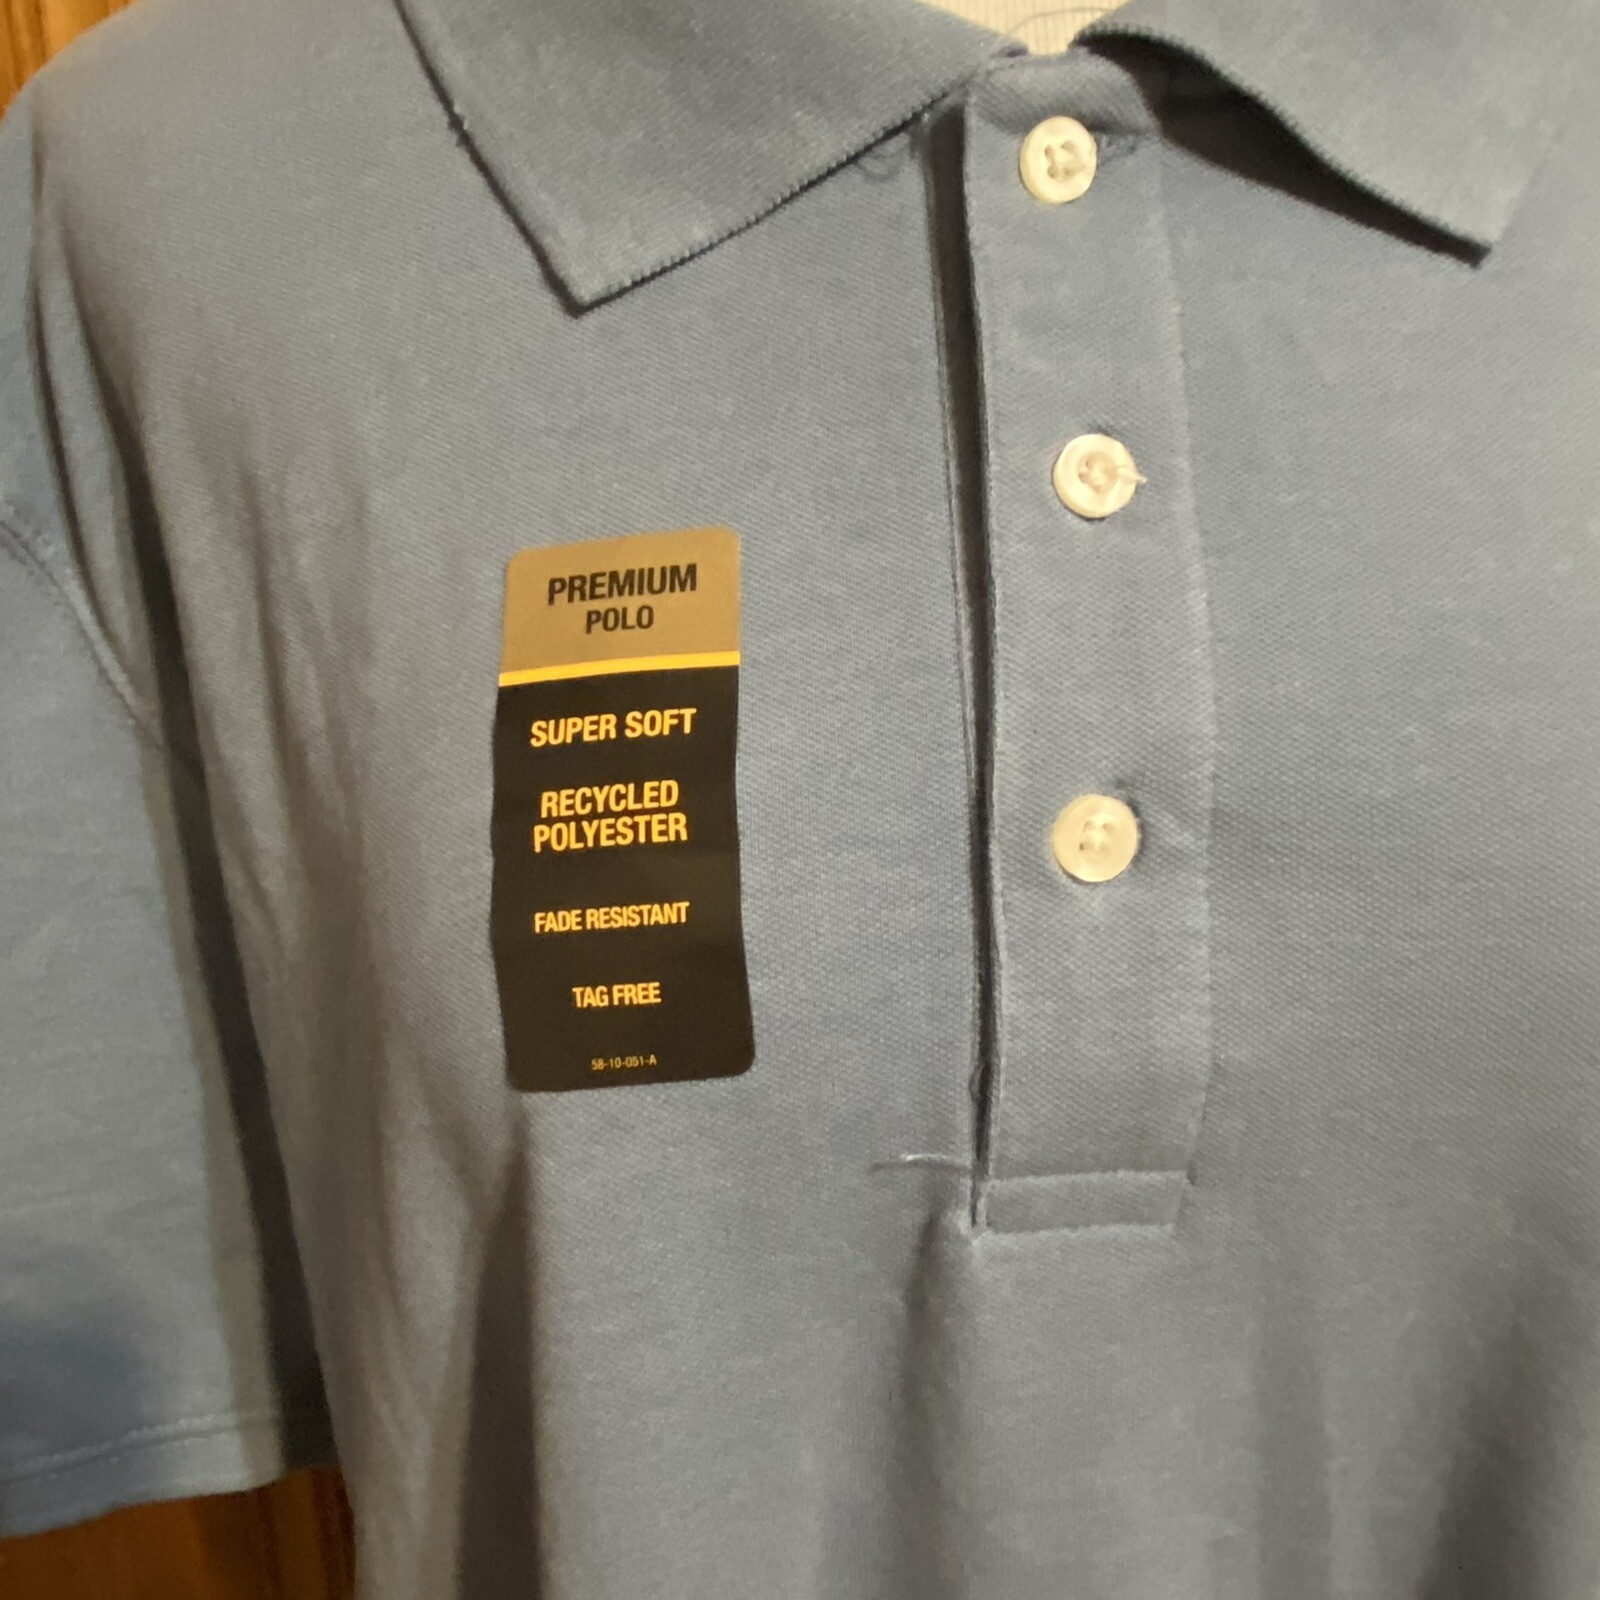 PREMIUM
POLO
SUPER SOFT
RECYCLED
POLYESTER
FADE RESISTANT
TAG FREE
58-10-051-A